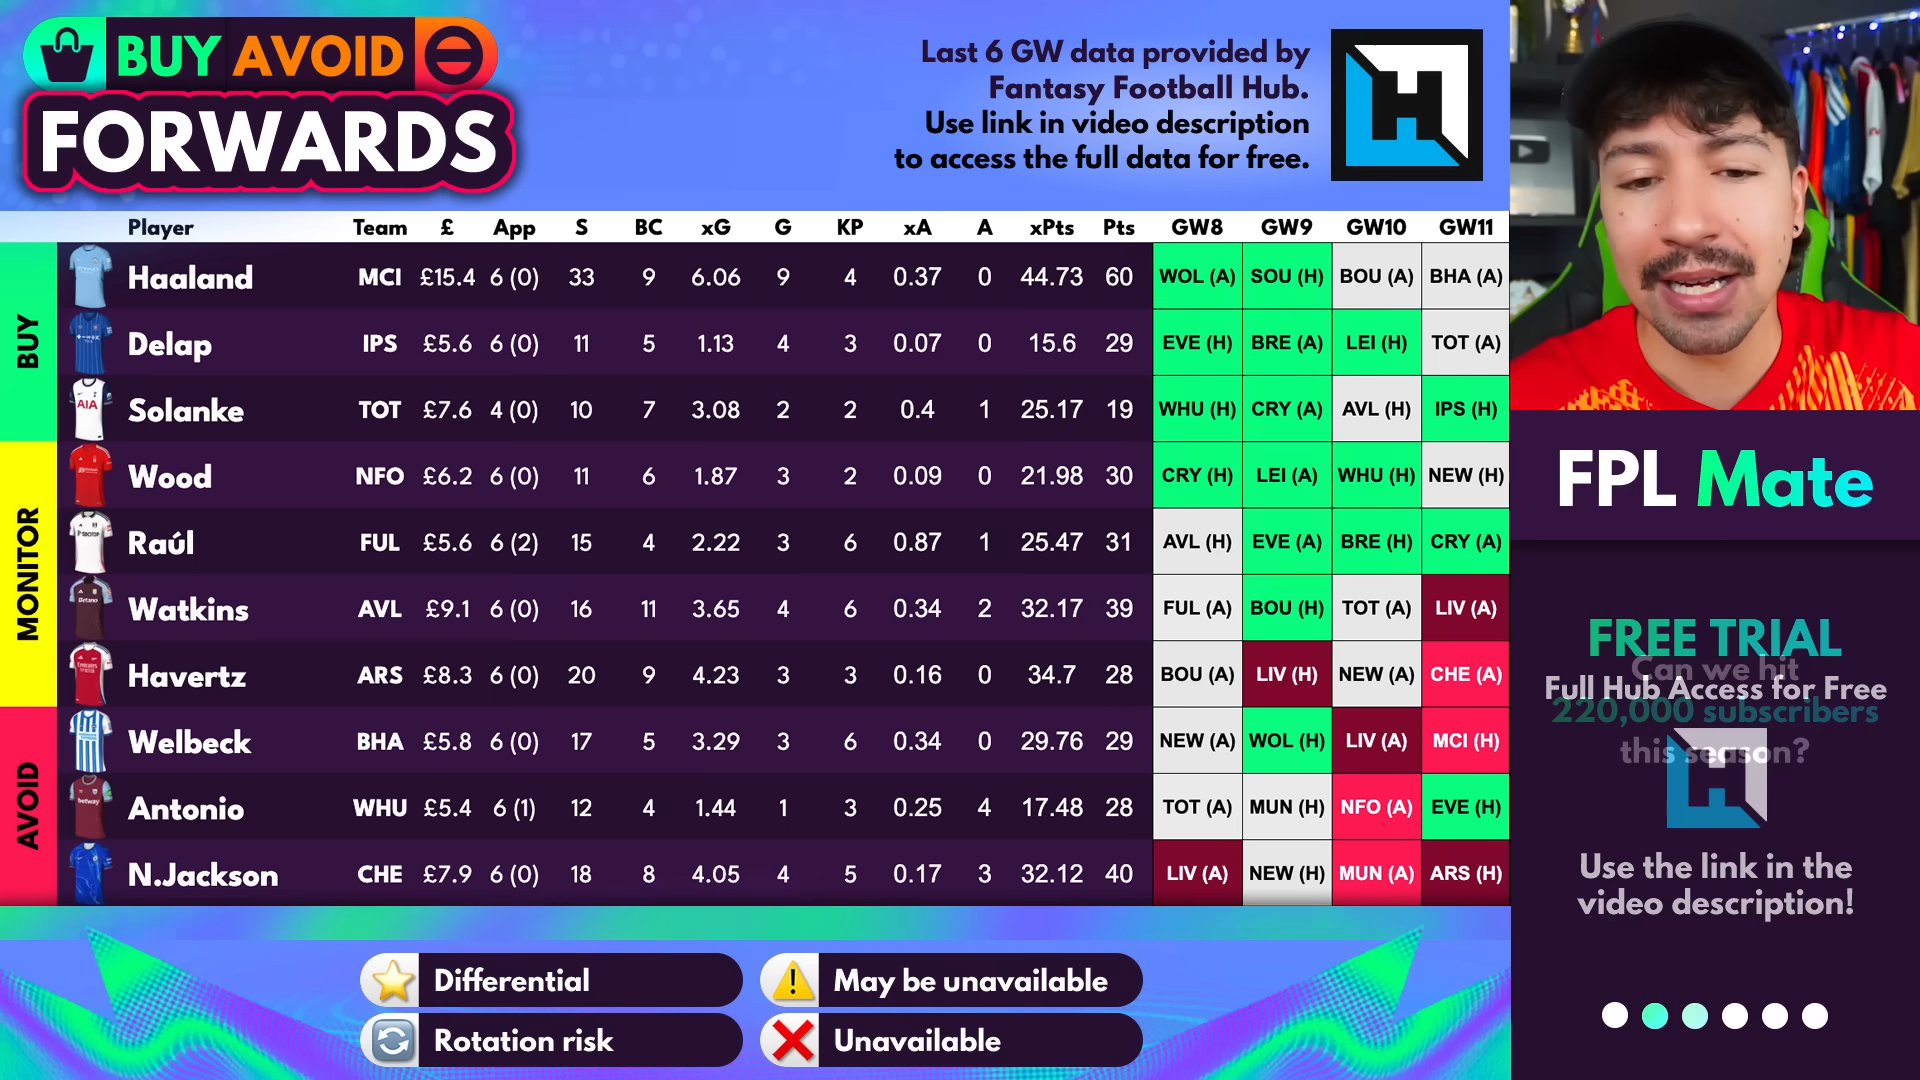 BUY AVOID
FORWARDS
Last 6 GW data provided by
Fantasy Football Hub.
Use link in video description
to access the full data for free.
Player Team £ App S BC xG G KP xA A xPts Pts GW8 GW9 GW10 GW11
BUY
Haaland MCI £15.4 6 (0) 33 9 6.06 9 4 0.37 0 44.73 60 WOL (A) SOU (H) BOU (A) BHA (A)
Delap IPS £5.6 6 (0) 11 5 1.13 4 3 0.07 0 15.6 29 EVE (H) BRE (A) LEI (H) TOT (A)
Solanke TOT £7.6 4 (0) 10 7 3.08 2 2 0.4 1 25.17 19 WHU (H) CRY (A) AVL (H) IPS (H)
MONITOR
Wood NFO £6.2 6 (0) 11 6 1.87 3 2 0.09 0 21.98 30 CRY (H) LEI (A) WHU (H) NEW (H)
Raúl FUL £5.6 6 (2) 15 4 2.22 3 6 0.87 1 25.47 31 AVL (H) EVE (A) BRE (H) CRY (A)
Watkins AVL £9.1 6 (0) 16 11 3.65 4 6 0.34 2 32.17 39 FUL (A) BOU (H) TOT (A) LIV (A)
Havertz ARS £8.3 6 (0) 20 9 4.23 3 3 0.16 0 34.7 28 BOU (A) LIV (H) NEW (A) CHE (A)
AVOID
Welbeck BHA £5.8 6 (0) 17 5 3.29 3 6 0.34 0 29.76 29 NEW (A) WOL (H) LIV (A) MCI (H)
Antonio WHU £5.4 6 (1) 12 4 1.44 1 3 0.25 4 17.48 28 TOT (A) MUN (H) NFO (A) EVE (H)
N.Jackson CHE £7.9 6 (0) 18 8 4.05 4 5 0.17 3 32.12 40 LIV (A) NEW (H) MUN (A) ARS (H)
AIA
betway
Differential
May be unavailable
Rotation risk
Unavailable
FPL Mate
FREE TRIAL
Can we hit
Full Hub Access for Free
220,000 subscribers
this season?
Use the link in the
video description!